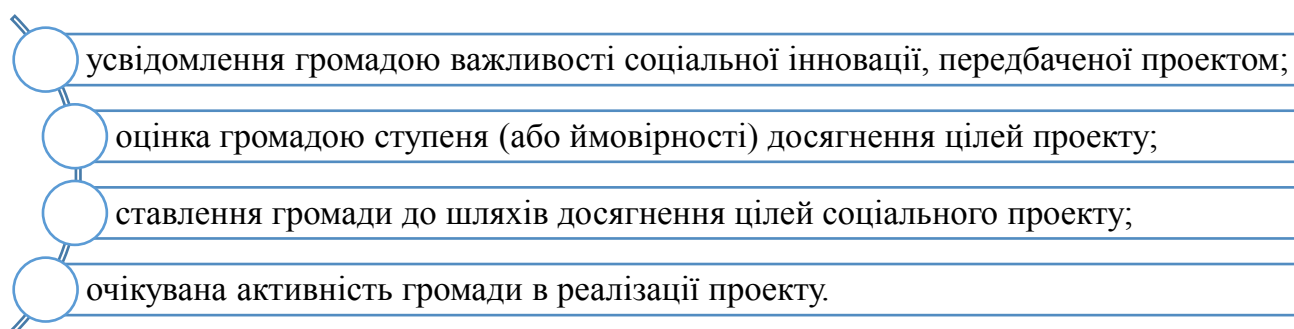 усвідомлення громадою важливості соціальної інновації, передбаченої проектом;
оцінка громадою ступеня (або ймовірності) досягнення цілей проекту;
ставлення громади до шляхів досягнення цілей соціального проекту;
очікувана активність громади в реалізації проекту.